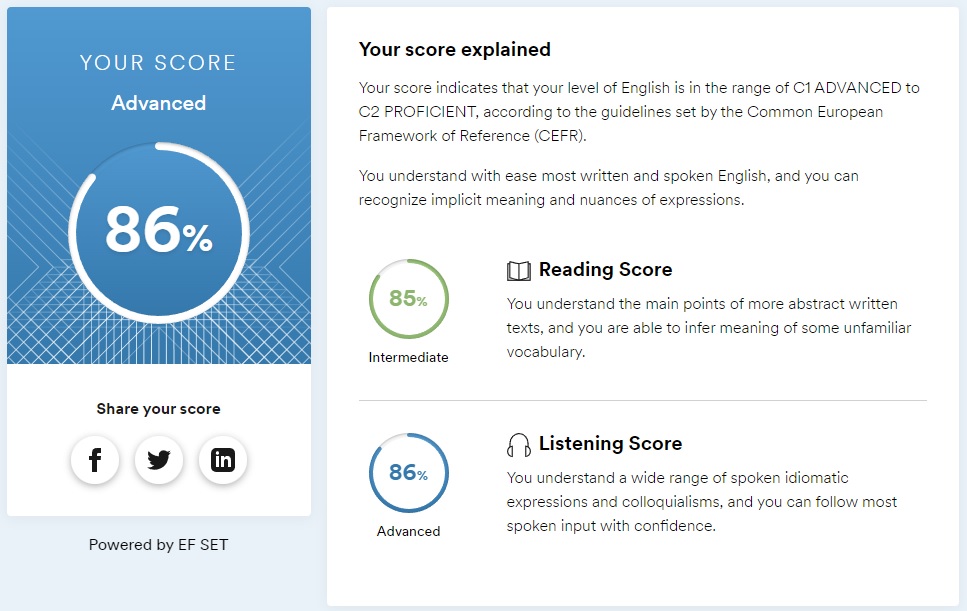 YOUR SCORE
Advanced
86%
Share your score
Powered by EF SET
Your score explained
Your score indicates that your level of English is in the range of C1 ADVANCED to
C2 PROFICIENT, according to the guidelines set by the Common European
Framework of Reference (CEFR).
You understand with ease most written and spoken English, and you can
recognize implicit meaning and nuances of expressions.
85%
Intermediate
Reading Score
You understand the main points of more abstract written
texts, and you are able to infer meaning of some unfamiliar
vocabulary.
86%
Advanced
Listening Score
You understand a wide range of spoken idiomatic
expressions and colloquialisms, and you can follow most
spoken input with confidence.